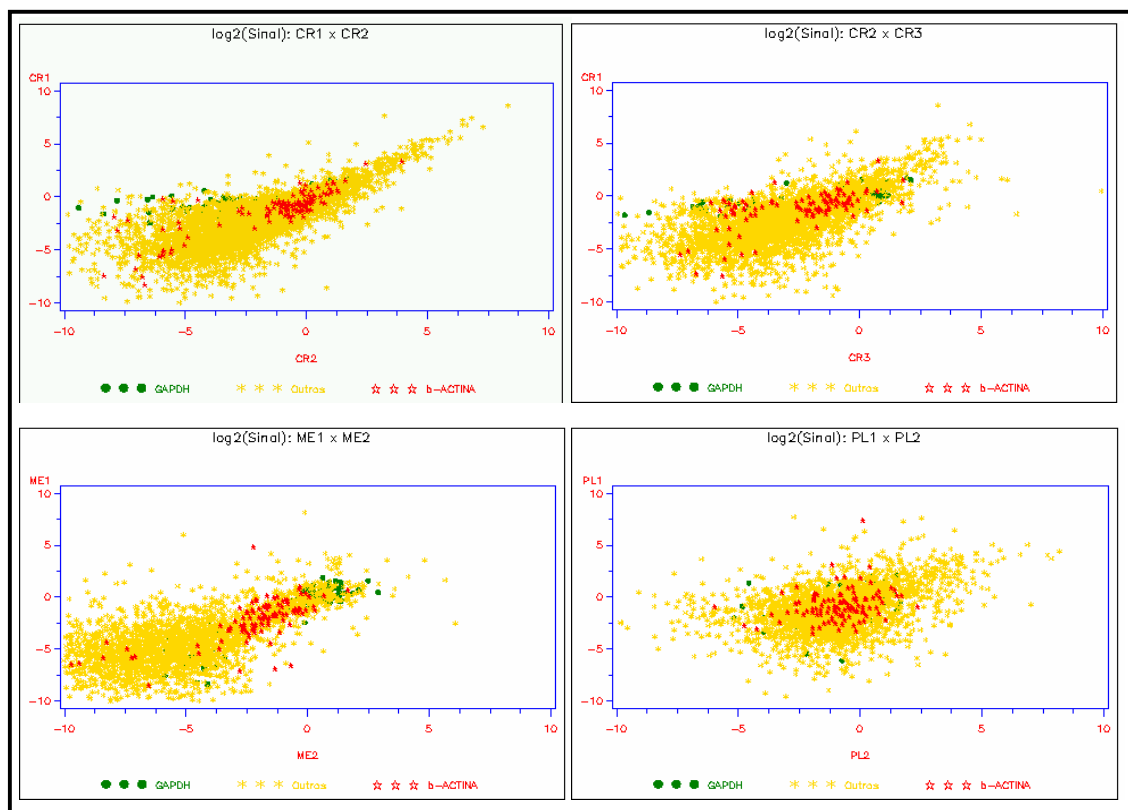 log2(Sinal): CR1 x CR2
CR1
10
5
0
-5
-10
-10 -5 0 5 10
CR2
GAPDH Outros b-ACTINA
log2(Sinal): CR2 x CR3
CR1
10
5
0
-5
-10
-10 -5 0 5 10
CR3
GAPDH Outros b-ACTINA
log2(Sinal): ME1 x ME2
ME1
10
5
0
-5
-10
-10 -5 0 5 10
ME2
GAPDH Outros b-ACTINA
log2(Sinal): PL1 x PL2
PL1
10
5
0
-5
-10
-10 -5 0 5 10
PL2
GAPDH Outros b-ACTINA